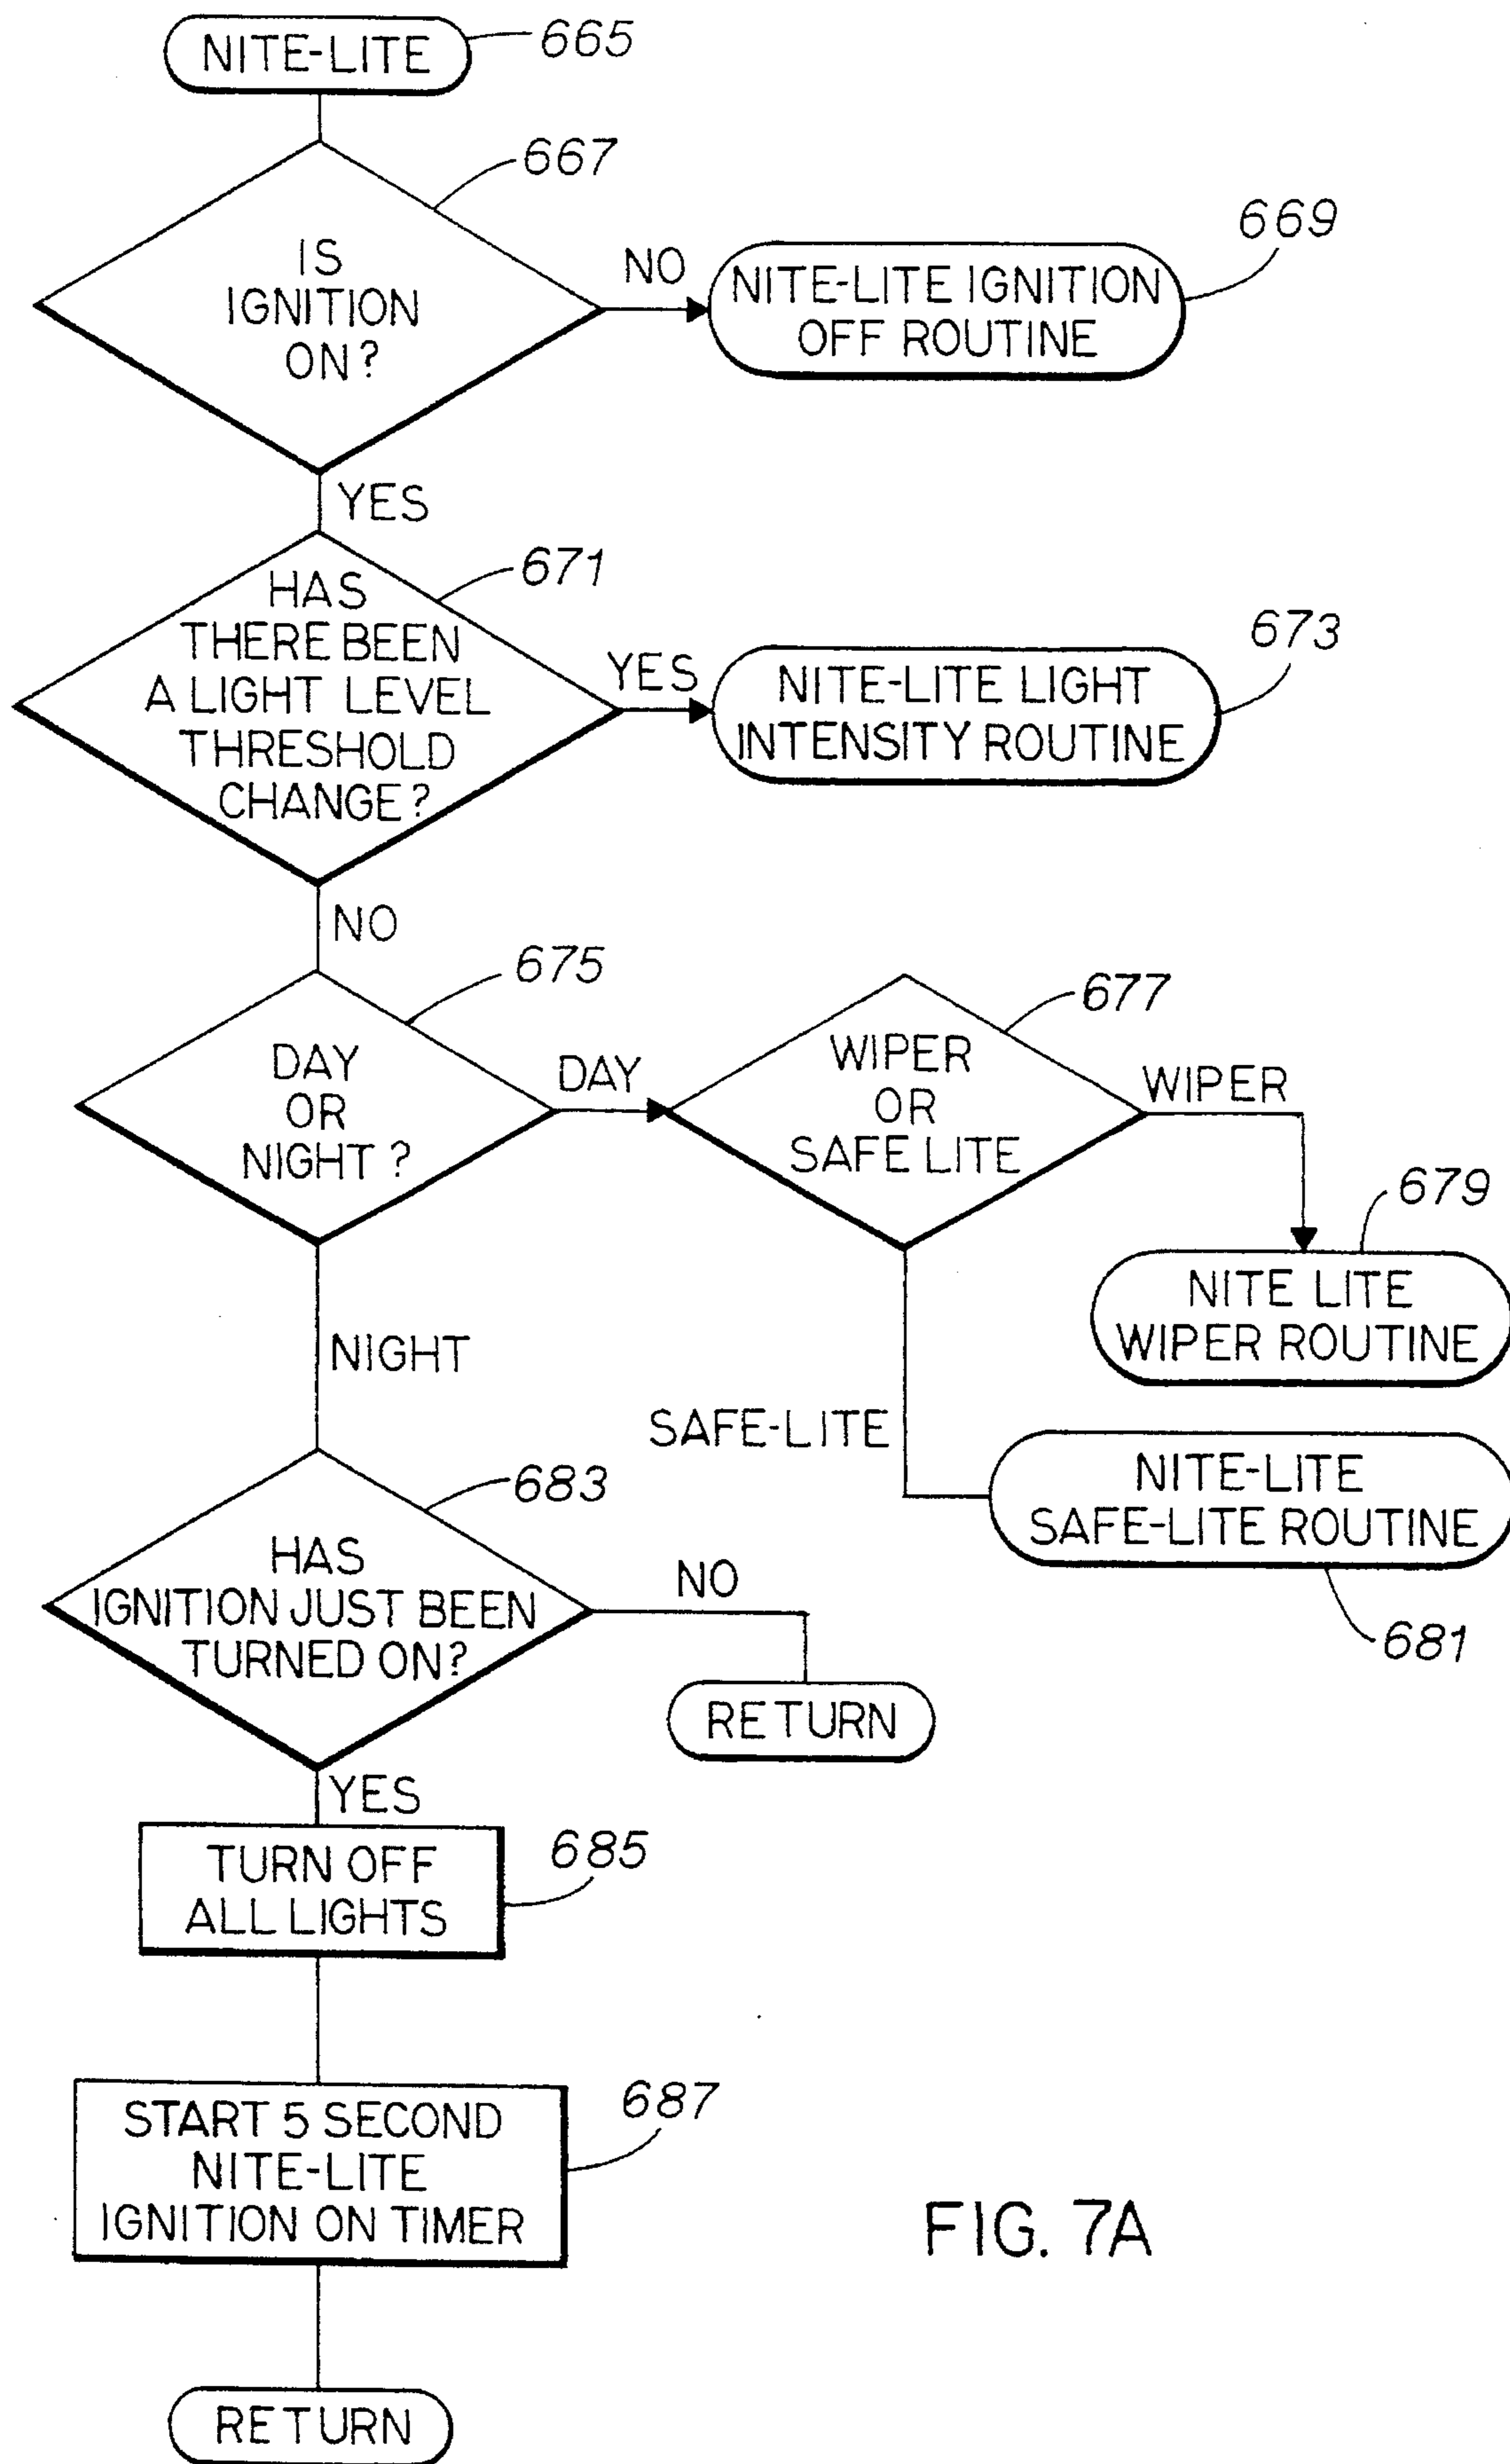 NITE-LITE
665
667
IS
IGNITION
ON?
NO
NITE-LITE IGNITION
OFF ROUTINE
669
YES
671
HAS
THERE BEEN
A LIGHT LEVEL
THRESHOLD
CHANGE?
YES
NITE-LITE LIGHT
INTENSITY ROUTINE
673
NO
675
DAY
OR
NIGHT?
DAY
677
WIPER
OR
SAFE LITE
WIPER
679
NITE LITE
WIPER ROUTINE
NIGHT
SAFE-LITE
NITE-LITE
SAFE-LITE ROUTINE
681
683
HAS
IGNITION JUST BEEN
TURNED ON?
NO
RETURN
YES
TURN OFF
ALL LIGHTS
685
START 5 SECOND
NITE-LITE
IGNITION ON TIMER
687
RETURN
FIG. 7A